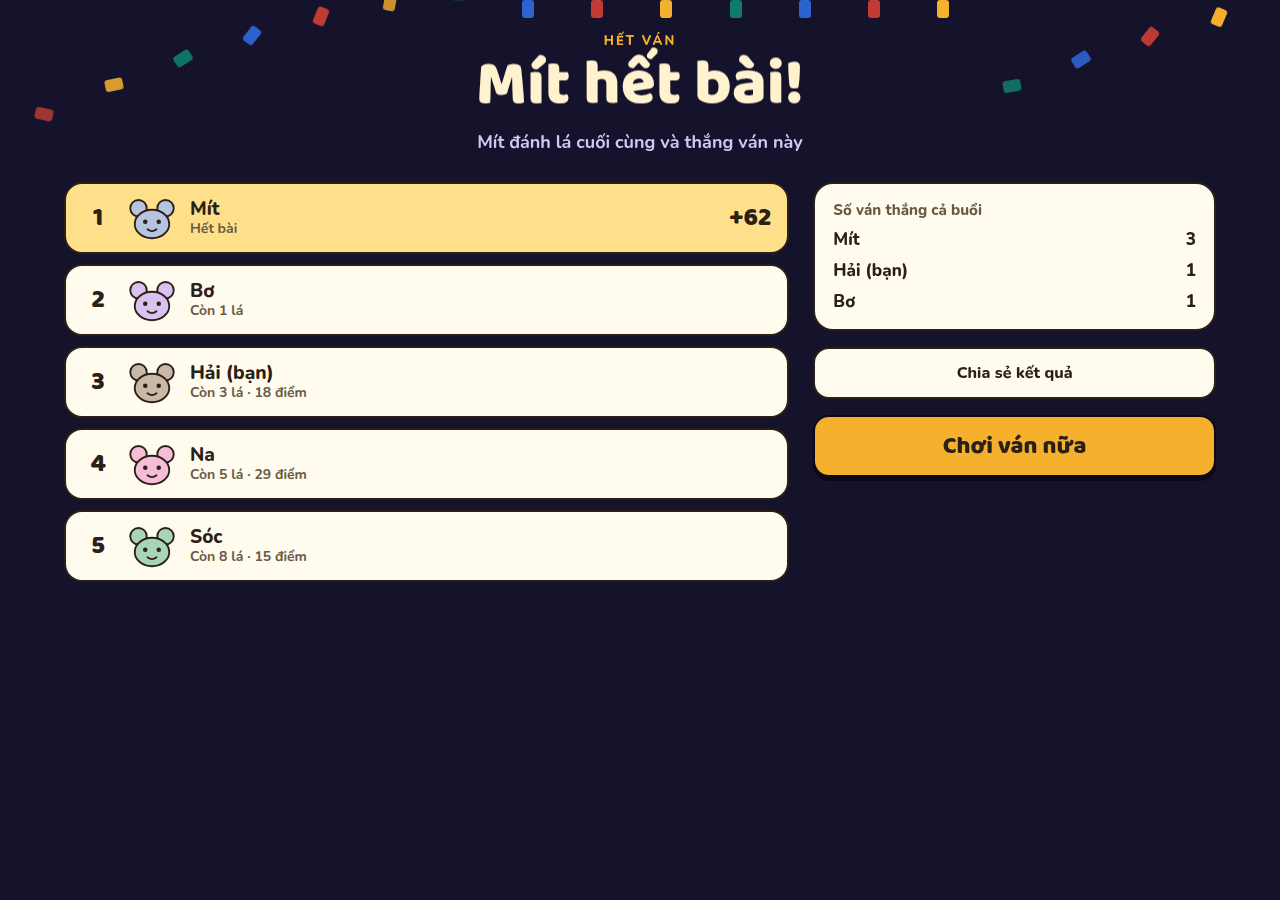 HẾT VÁN
Mít hết bài!
Mít đánh lá cuối cùng và thắng ván này
1
Mít
Hết bài
+62
2
Bơ
Còn 1 lá
3
Hải (bạn)
Còn 3 lá · 18 điểm
4
Na
Còn 5 lá · 29 điểm
5
Sóc
Còn 8 lá · 15 điểm
Số ván thắng cả buổi
Mít 3
Hải (bạn) 1
Bơ 1
Chia sẻ kết quả
Chơi ván nữa